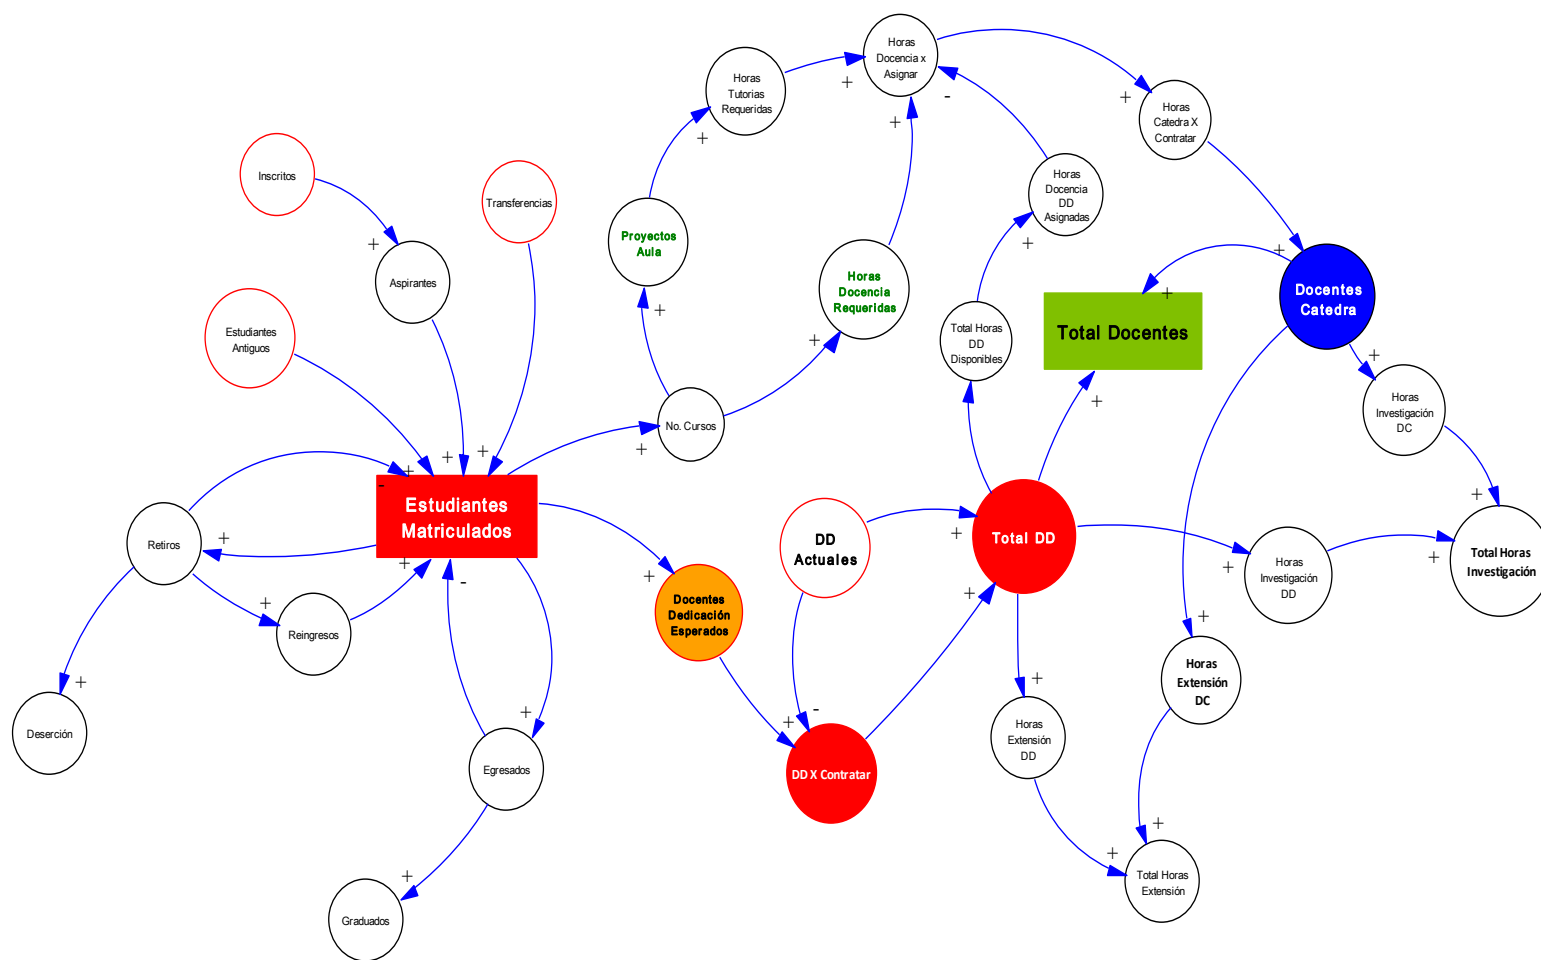 Horas
Docencia x
Asignar
Horas
Tutorias
Requeridas
+
+
-
+
+
+
Horas
Catedra X
Contratar
Inscritos
Transferencias
Horas
Docencia
DD
Asignadas
Proyectos
Aula
+
+
+
Aspirantes
Horas
Docencia
Requeridas
Docentes
Catedra
+
Estudiantes
Antiguos
+
+
Total Horas
DD
Disponibles
Total Docentes
+
Horas
Investigación
DC
+
No. Cursos
+
+
+
+
-
+
Estudiantes
Matriculados
DD
Actuales
Total DD
+
Retiros
+
+
-
+
+
Horas
Investigación
DD
+
Total Horas
Investigación
+
Reingresos
Docentes
Dedicación
Esperados
+
+
Horas
Extensión
DC
+
+
Deserción
+
-
+
Horas
Extensión
DD
Egresados
DD X Contratar
+
+
+
Total Horas
Extensión
Graduados